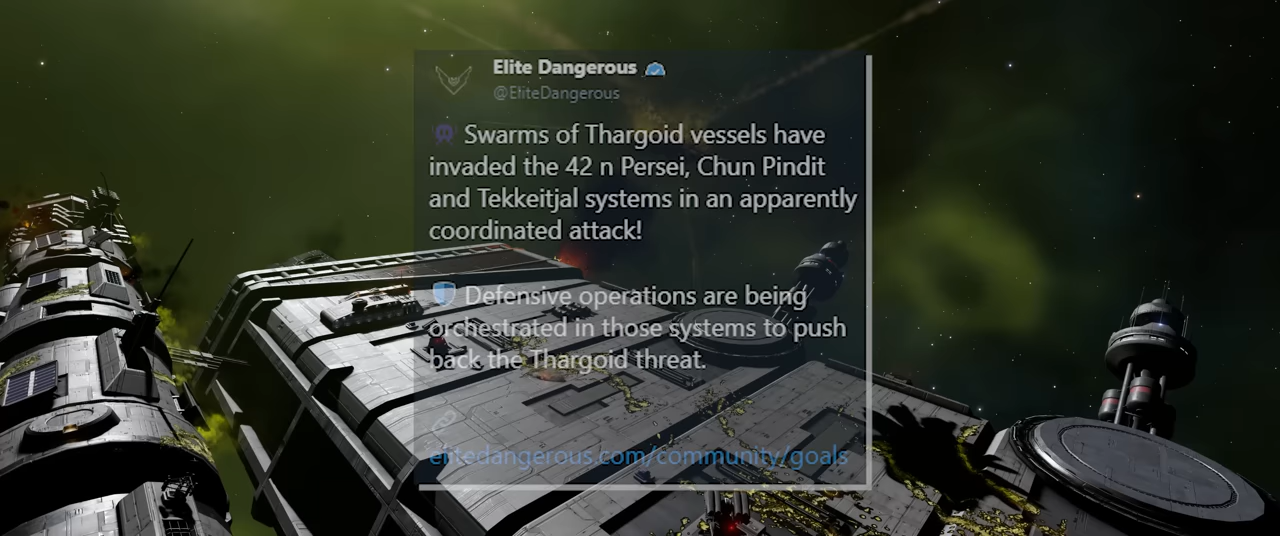 Elite Dangerous
@EliteDangerous
Swarms of Thargoid vessels have
invaded the 42 n Persei, Chun Pindit
and Tekkeitjal systems in an apparently
coordinated attack!
Defensive operations are being
orchestrated in those systems to push
back the Thargoid threat.
elitedangerous.com/community/goals